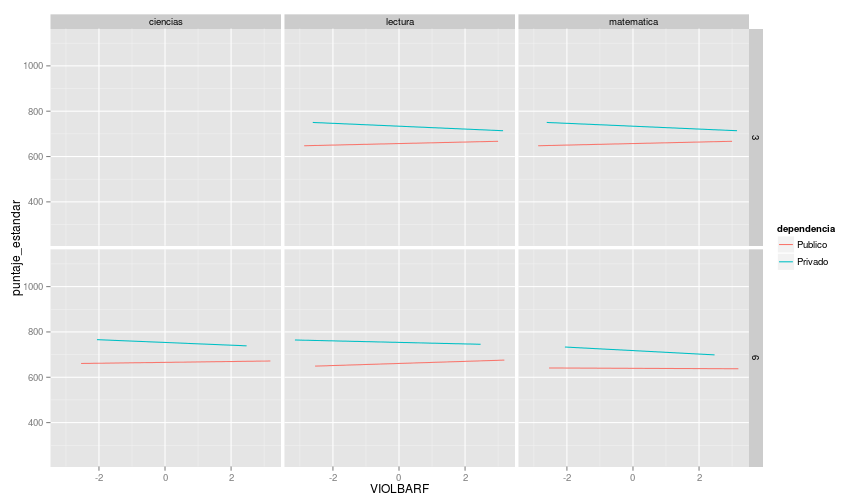 ciencias lectura matematica
1000
800
600
400
3
1000
800
600
400
6
-2 0 2 -2 0 2 -2 0 2
VIOLBARF
puntaje_estandar
dependencia
Publico
Privado